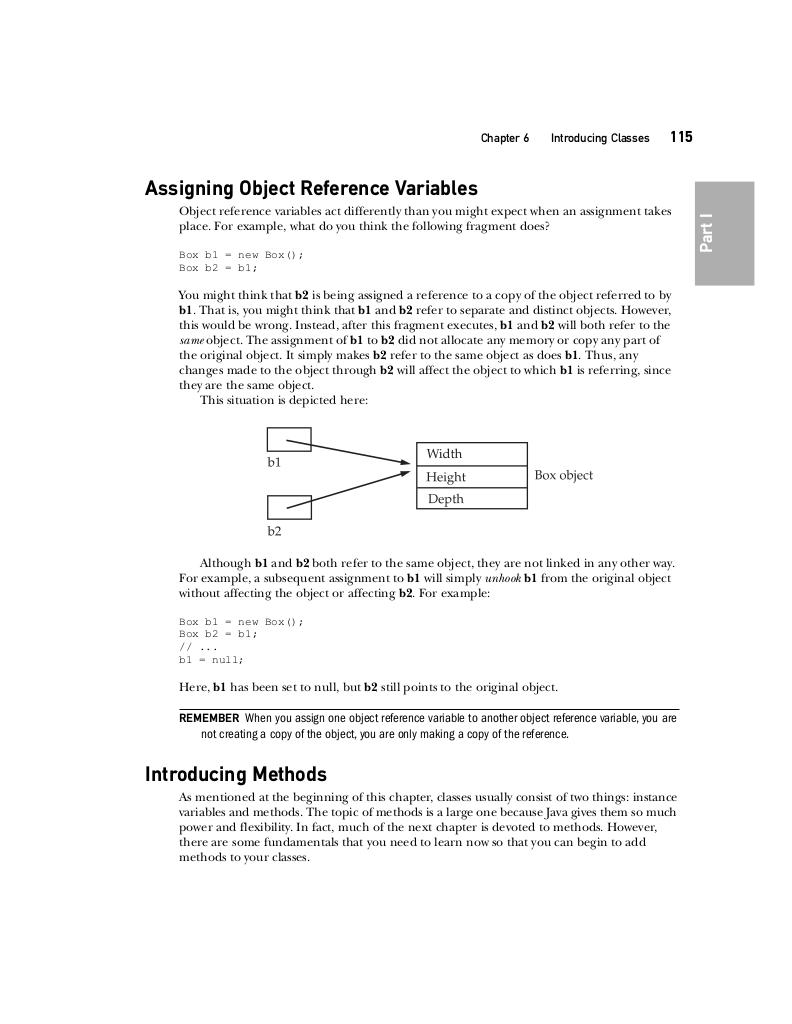 Chapter 6 Introducing Classes 115
Part I
Assigning Object Reference Variables
Object reference variables act differently than you might expect when an assignment takes
place. For example, what do you think the following fragment does?
Box b1 = new Box();
Box b2 = b1;
You might think that b2 is being assigned a reference to a copy of the object referred to by
b1. That is, you might think that b1 and b2 refer to separate and distinct objects. However,
this would be wrong. Instead, after this fragment executes, b1 and b2 will both refer to the
same object. The assignment of b1 to b2 did not allocate any memory or copy any part of
the original object. It simply makes b2 refer to the same object as does b1. Thus, any
changes made to the object through b2 will affect the object to which b1 is referring, since
they are the same object.
This situation is depicted here:
b1
Width
Height
Depth
Box object
b2
Although b1 and b2 both refer to the same object, they are not linked in any other way.
For example, a subsequent assignment to b1 will simply unhook b1 from the original object
without affecting the object or affecting b2. For example:
Box b1 = new Box();
Box b2 = b1;
// ...
b1 = null;
Here, b1 has been set to null, but b2 still points to the original object.
REMEMBER When you assign one object reference variable to another object reference variable, you are
not creating a copy of the object, you are only making a copy of the reference.
Introducing Methods
As mentioned at the beginning of this chapter, classes usually consist of two things: instance
variables and methods. The topic of methods is a large one because Java gives them so much
power and flexibility. In fact, much of the next chapter is devoted to methods. However,
there are some fundamentals that you need to learn now so that you can begin to add
methods to your classes.